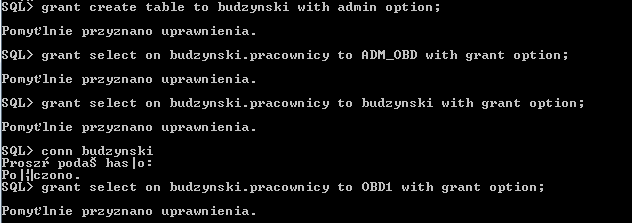 SQL> grant create table to budzynski with admin option;
Pomyťlnie przyznano uprawnienia.
SQL> grant select on budzynski.pracownicy to ADM_OBD with grant option;
Pomyťlnie przyznano uprawnienia.
SQL> grant select on budzynski.pracownicy to budzynski with grant option;
Pomyťlnie przyznano uprawnienia.
SQL> conn budzynski
Proszŕ podaŠ has|o:
Po|¦czono.
SQL> grant select on budzynski.pracownicy to OBD1 with grant option;
Pomyťlnie przyznano uprawnienia.